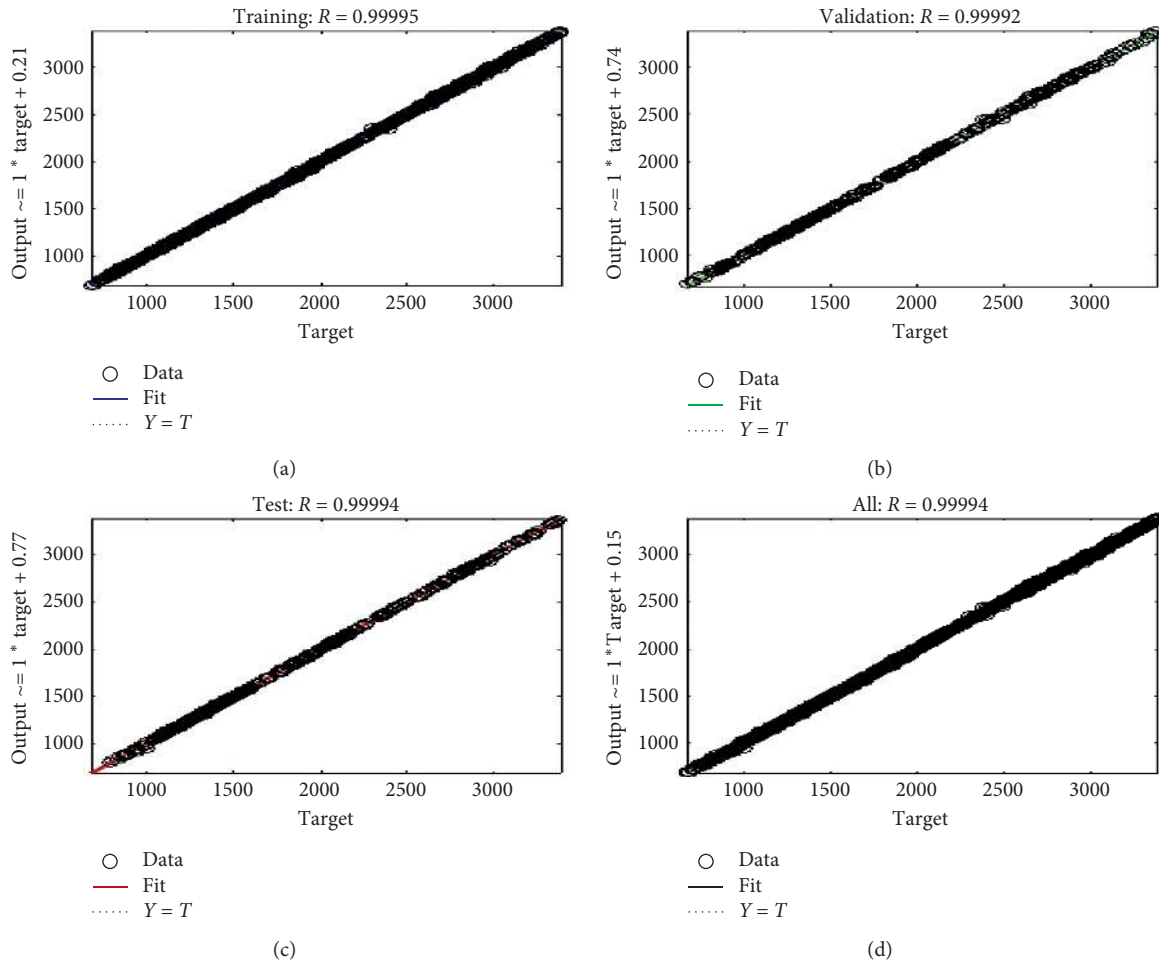 Training: R = 0.99995
Output ~= 1 * target + 0.21
3000
2500
2000
1500
1000
1000 1500 2000 2500 3000
Target
Data
Fit
Y = T
(a)
Validation: R = 0.99992
Output ~= 1 * target + 0.74
3000
2500
2000
1500
1000
1000 1500 2000 2500 3000
Target
Data
Fit
Y = T
(b)
Test: R = 0.99994
Output ~= 1 * target + 0.77
3000
2500
2000
1500
1000
1000 1500 2000 2500 3000
Target
Data
Fit
Y = T
(c)
All: R = 0.99994
Output ~= 1 *T arget + 0.15
3000
2500
2000
1500
1000
1000 1500 2000 2500 3000
Target
Data
Fit
Y = T
(d)